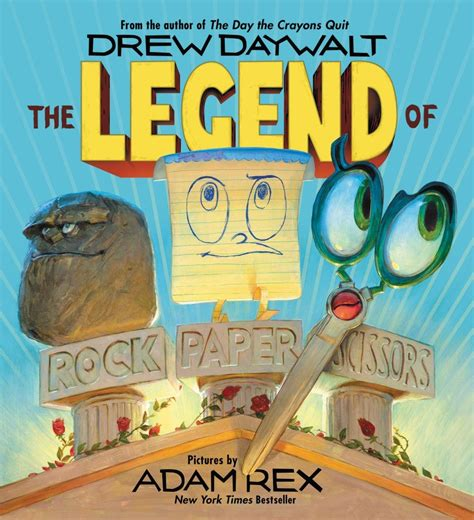 From the author of The Day the Crayons Quit
DREW DAYWALT
THE LEGEND OF
ROCK PAPER SCISSORS
Pictures by
ADAM REX
New York Times Bestseller